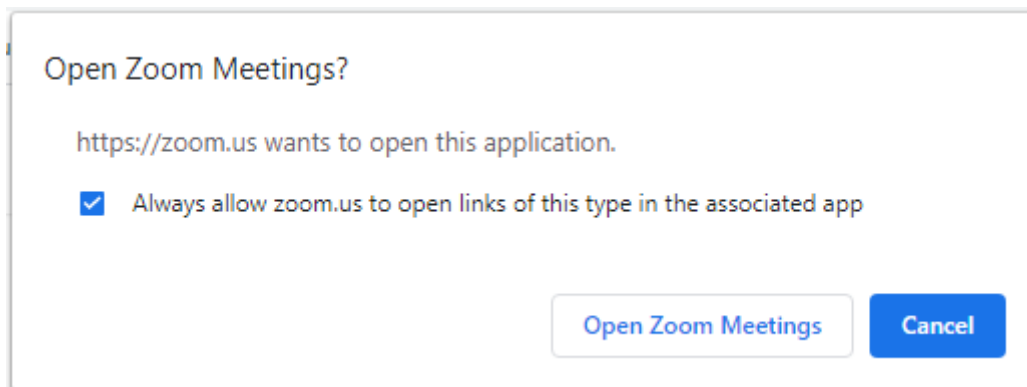 Open Zoom Meetings?
https://zoom.us wants to open this application.
Always allow zoom.us to open links of this type in the associated app
Open Zoom Meetings
Cancel